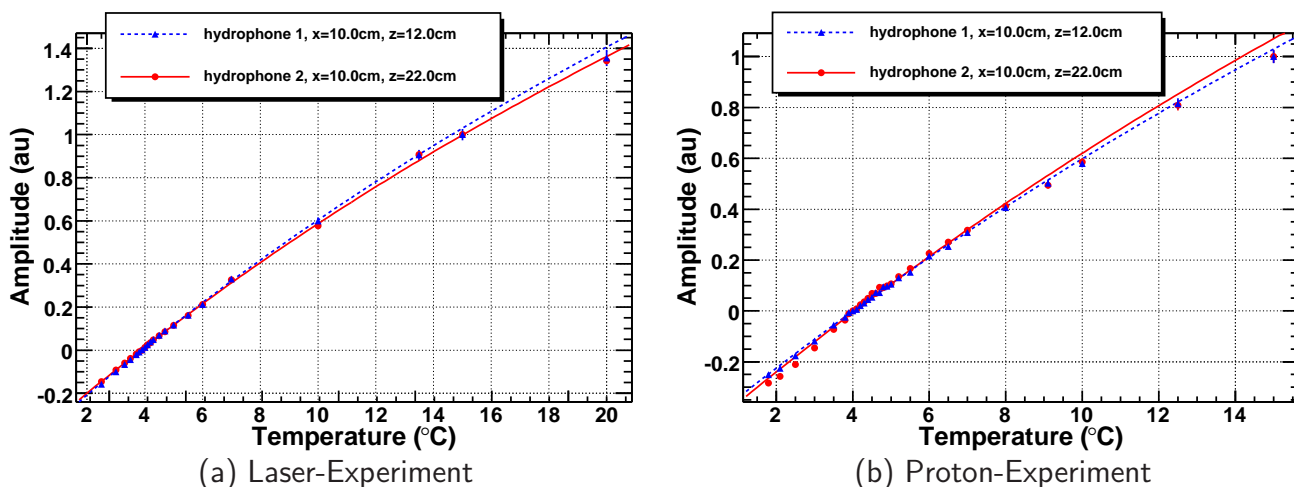 hydrophone 1, x=10.0cm, z=12.0cm
hydrophone 2, x=10.0cm, z=22.0cm
Amplitude (au)
1.4
1.2
1
0.8
0.6
0.4
0.2
0
-0.2
2 4 6 8 10 12 14 16 18 20
Temperature (°C)
(a) Laser-Experiment
hydrophone 1, x=10.0cm, z=12.0cm
hydrophone 2, x=10.0cm, z=22.0cm
Amplitude (au)
1
0.8
0.6
0.4
0.2
0
-0.2
2 4 6 8 10 12 14
Temperature (°C)
(b) Proton-Experiment